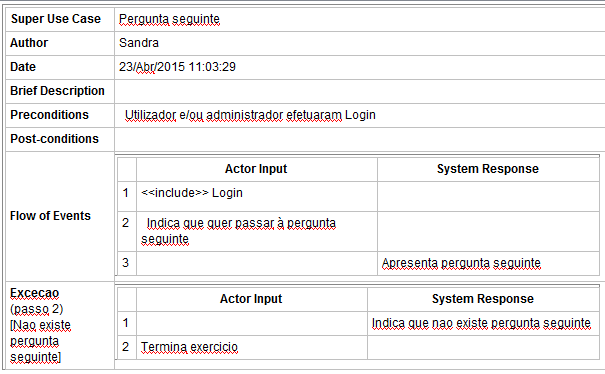 Super Use Case Pergunta seguinte
Author Sandra
Date 23/Abr/2015 11:03:29
Brief Description
Preconditions Utilizador e/ou administrador efetuaram Login
Post-conditions
Flow of Events
Actor Input System Response
1 <<include>> Login
2 Indica que quer passar à pergunta
seguinte
3 Apresenta pergunta seguinte
Excecao
(passo 2)
[Nao existe
pergunta
seguinte]
Actor Input System Response
1 Indica que nao existe pergunta seguinte
2 Termina exercicio